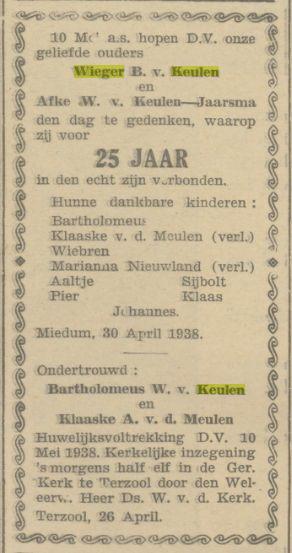 10 Mei a.s. hopen D.V. onze
geliefde ouders
Wieger B. v. Keulen
en
Afke W. v. Keulen—Jaarsma
den dag te gedenken, waarop
zij voor
25 JAAR
in den echt zijn verbonden.
Hunne dankbare kinderen :
Bartholomeus
Klaaske v. d. Meulen (verl.)
Wiebren
Marianna Nieuwland (verl.)
Aaltje Sijbolt
Pier Klaas
Johannes.
Miedum, 30 April 1938.
Ondertrouwd :
Bartholomeus W. v. Keulen
en
Klaaske A. v. d. Meulen
Huwelijksvoltrekking D.V. 10
Mei 1938. Kerkelijke inzegening
's morgens half elf in de Ger.
Kerk te Terzool door den Wel-
eerw. Heer Ds. W. v. d. Kerk.
Terzool, 26 April.